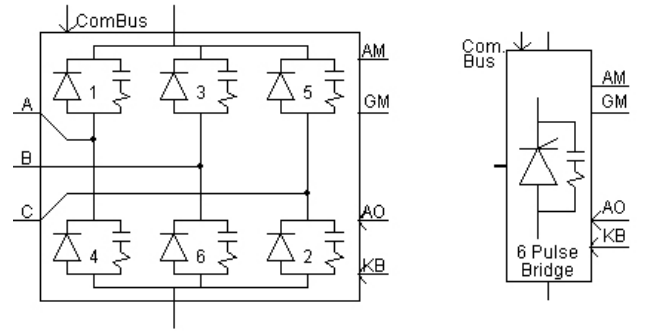 ComBus
AM
1
3
5
GM
A
B
C
AO
4
6
2
KB
Com.
Bus
AM
GM
AO
KB
6 Pulse
Bridge